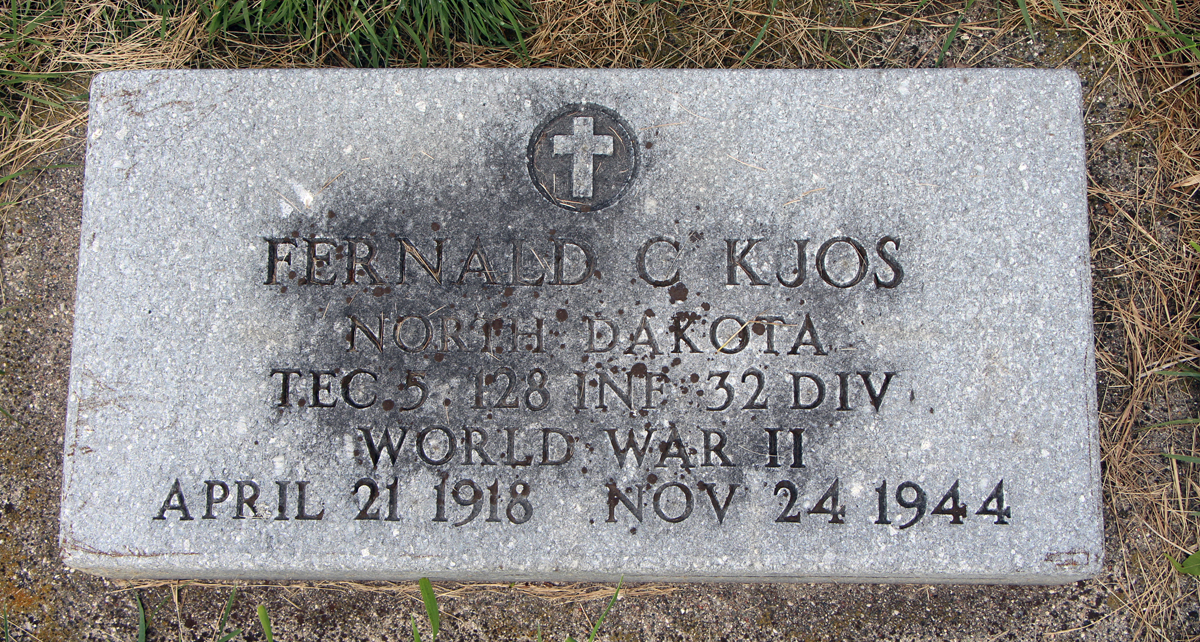 FERNALD C KJOS
NORTH DAKOTA
TEC 5 128 INF 32 DIV
WORLD WAR II
APRIL 21 1918 NOV 24 1944